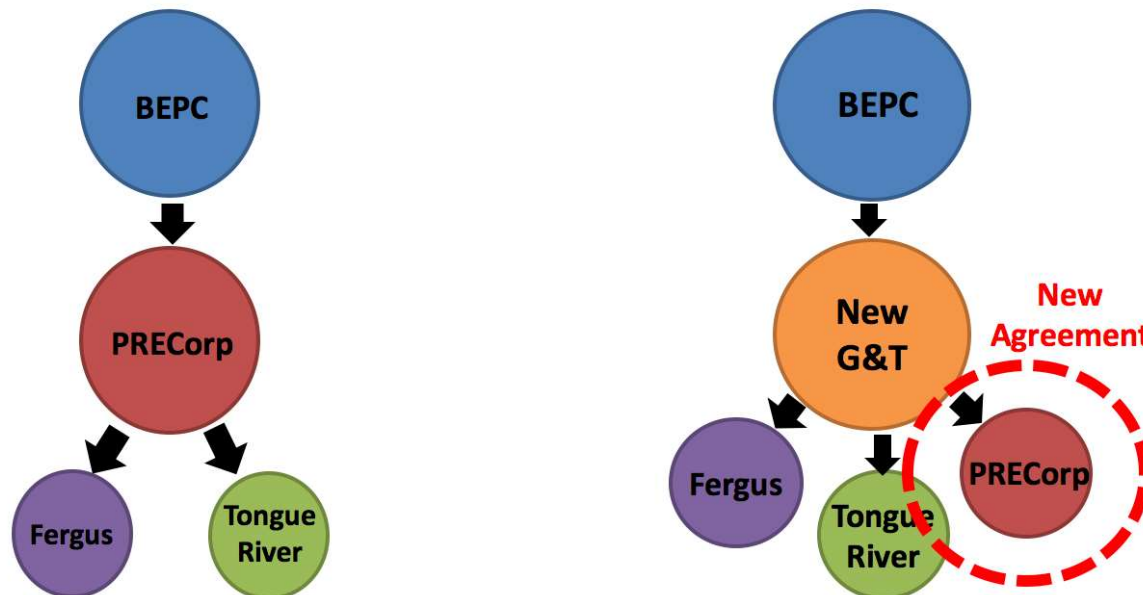 BEPC
PRECorp
Fergus
Tongue
River
BEPC
New
G&T
New
Agreement
Fergus
Tongue
River
PRECorp